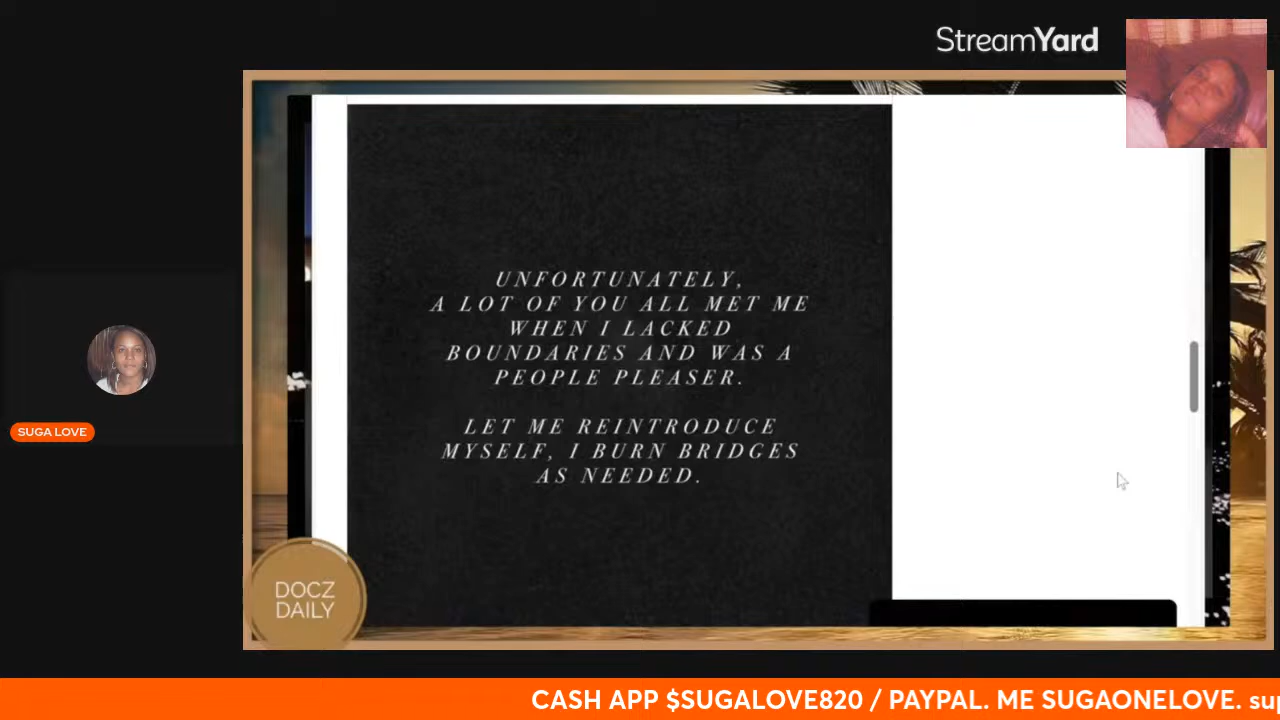 StreamYard
UNFORTUNATELY,
A LOT OF YOU ALL MET ME
WHEN I LACKED
BOUNDARIES AND WAS A
PEOPLE PLEASER.
LET ME REINTRODUCE
MYSELF, I BURN BRIDGES
AS NEEDED.
SUGA LOVE
DOCZ
DAILY
CASH APP $SUGALOVE820 / PAYPAL. ME SUGAONELOVE. su